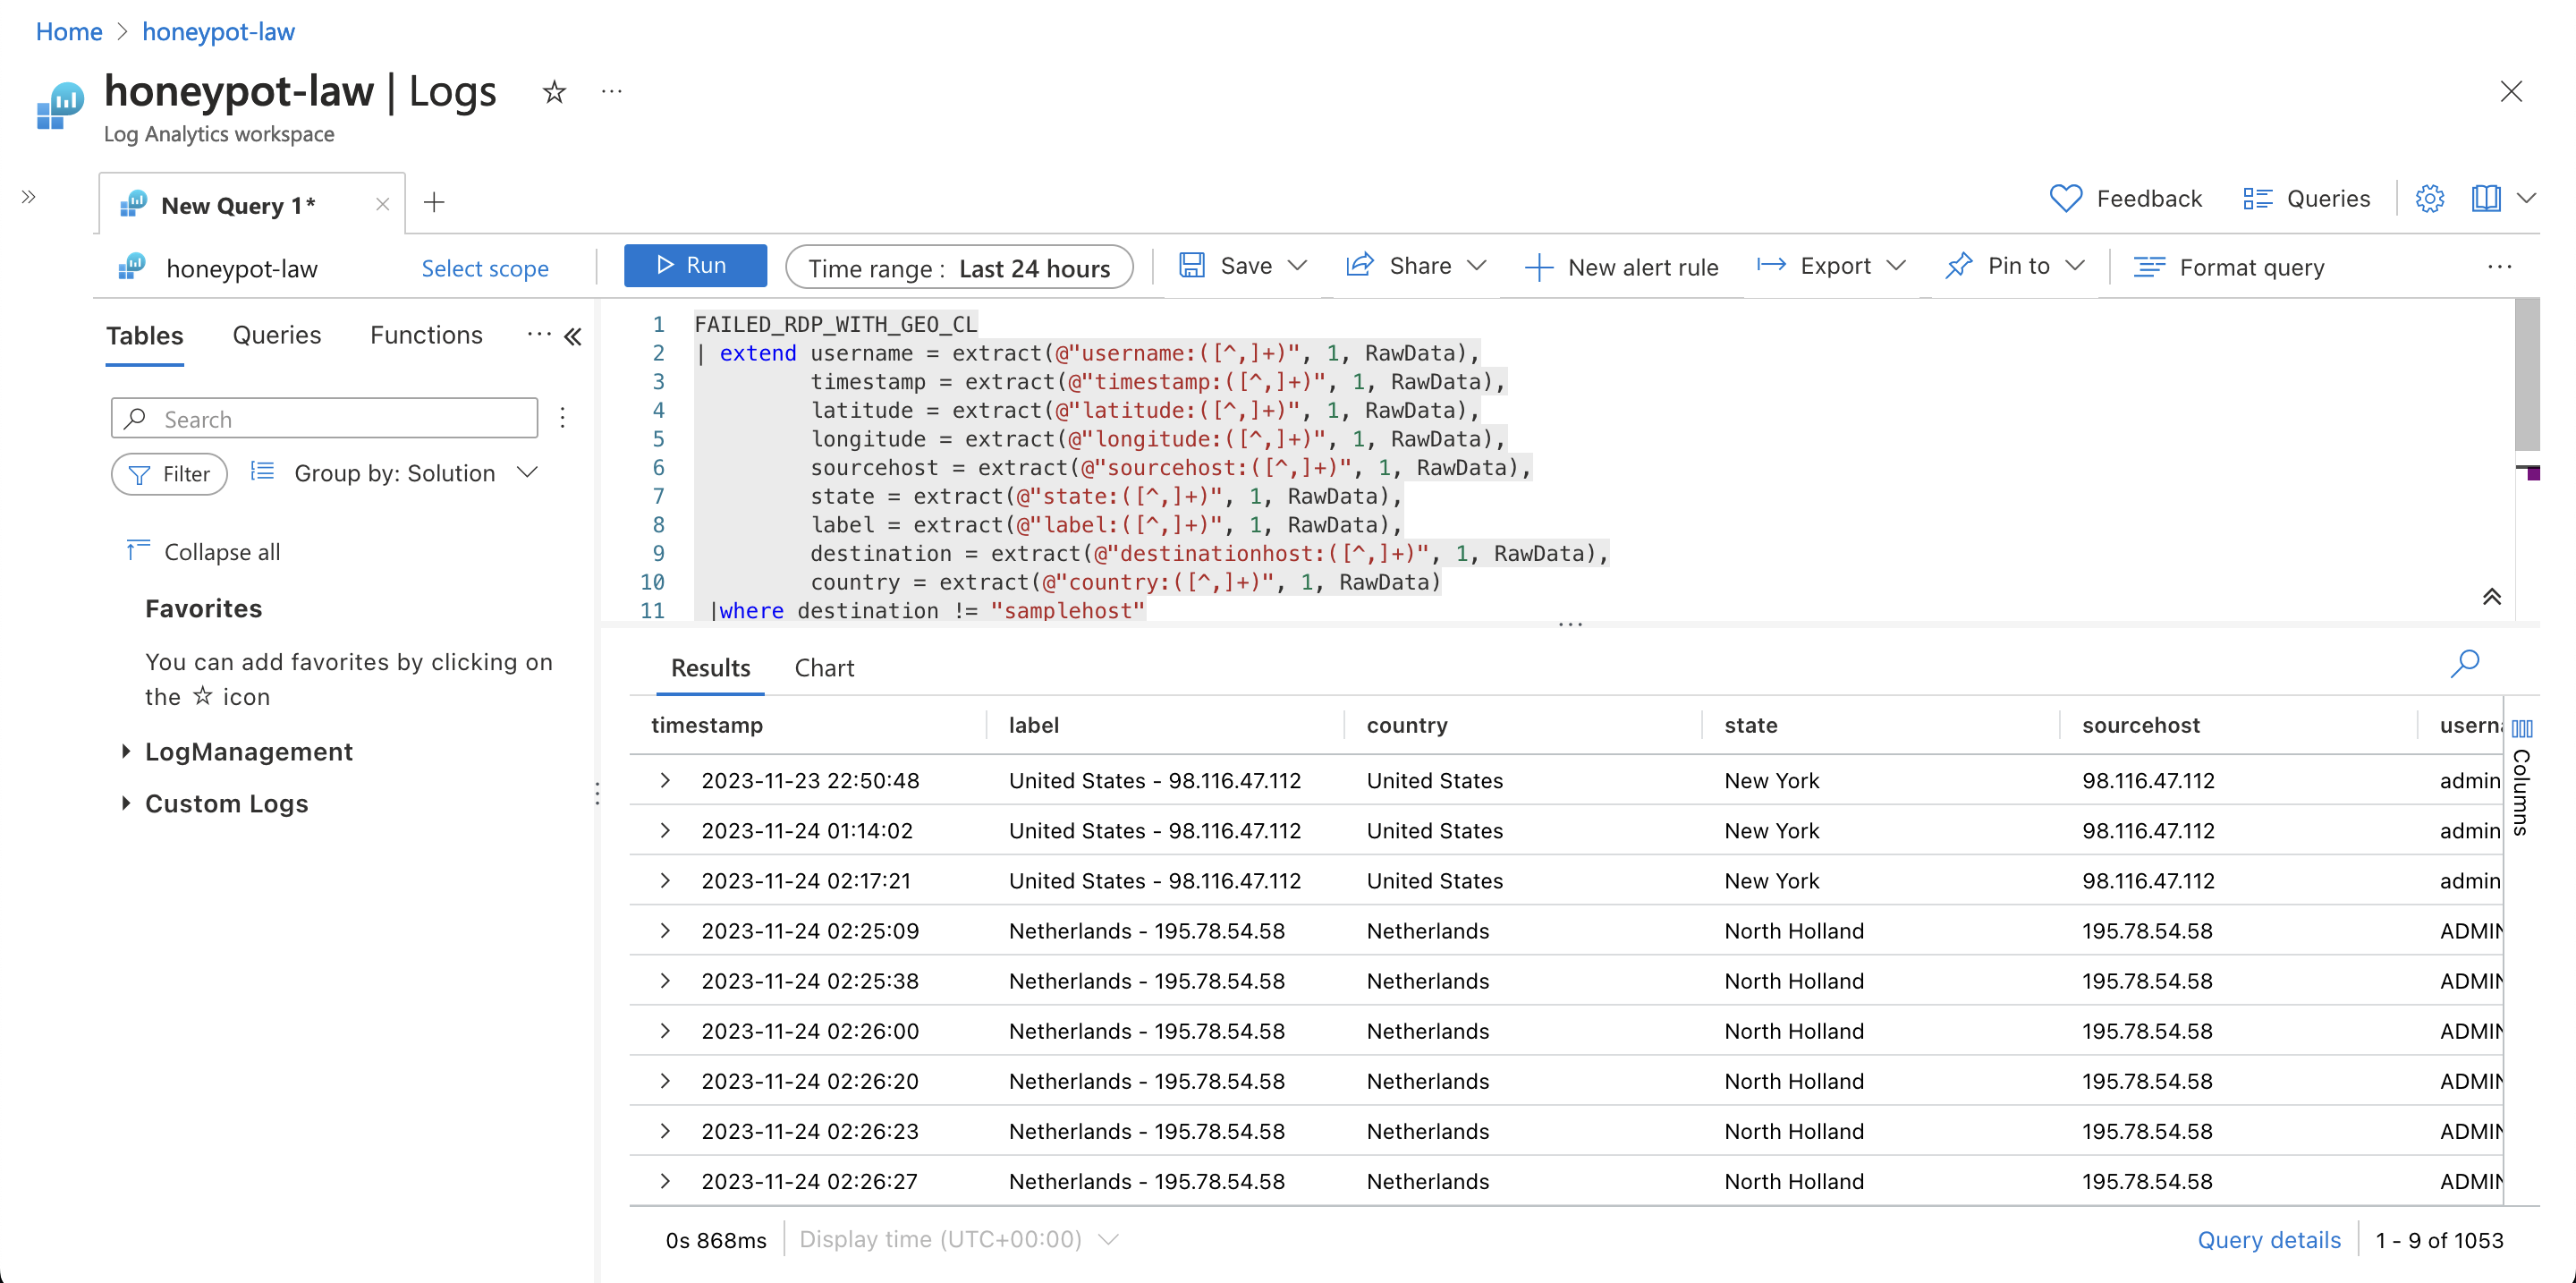 Home > honeypot-law
honeypot-law | Logs ☆ ···
Log Analytics workspace
New Query 1*
Feedback Queries
honeypot-law Select scope Run Time range : Last 24 hours Save Share New alert rule Export Pin to Format query ···
Tables Queries Functions ···
Search
Filter Group by: Solution
Collapse all
Favorites
You can add favorites by clicking on
the ☆ icon
LogManagement
Custom Logs
1 FAILED_RDP_WITH_GEO_CL
2 | extend username = extract(@"username:([^,]+)", 1, RawData),
3 timestamp = extract(@"timestamp:([^,]+)", 1, RawData),
4 latitude = extract(@"latitude:([^,]+)", 1, RawData),
5 longitude = extract(@"longitude:([^,]+)", 1, RawData),
6 sourcehost = extract(@"sourcehost:([^,]+)", 1, RawData),
7 state = extract(@"state:([^,]+)", 1, RawData),
8 label = extract(@"label:([^,]+)", 1, RawData),
9 destination = extract(@"destinationhost:([^,]+)", 1, RawData),
10 country = extract(@"country:([^,]+)", 1, RawData)
11 |where destination != "samplehost"
Results Chart
timestamp label country state sourcehost userna
Columns
2023-11-23 22:50:48 United States - 98.116.47.112 United States New York 98.116.47.112 admin
2023-11-24 01:14:02 United States - 98.116.47.112 United States New York 98.116.47.112 admin
2023-11-24 02:17:21 United States - 98.116.47.112 United States New York 98.116.47.112 admin
2023-11-24 02:25:09 Netherlands - 195.78.54.58 Netherlands North Holland 195.78.54.58 ADMIN
2023-11-24 02:25:38 Netherlands - 195.78.54.58 Netherlands North Holland 195.78.54.58 ADMIN
2023-11-24 02:26:00 Netherlands - 195.78.54.58 Netherlands North Holland 195.78.54.58 ADMIN
2023-11-24 02:26:20 Netherlands - 195.78.54.58 Netherlands North Holland 195.78.54.58 ADMIN
2023-11-24 02:26:23 Netherlands - 195.78.54.58 Netherlands North Holland 195.78.54.58 ADMIN
2023-11-24 02:26:27 Netherlands - 195.78.54.58 Netherlands North Holland 195.78.54.58 ADMIN
0s 868ms Display time (UTC+00:00) Query details 1 - 9 of 1053